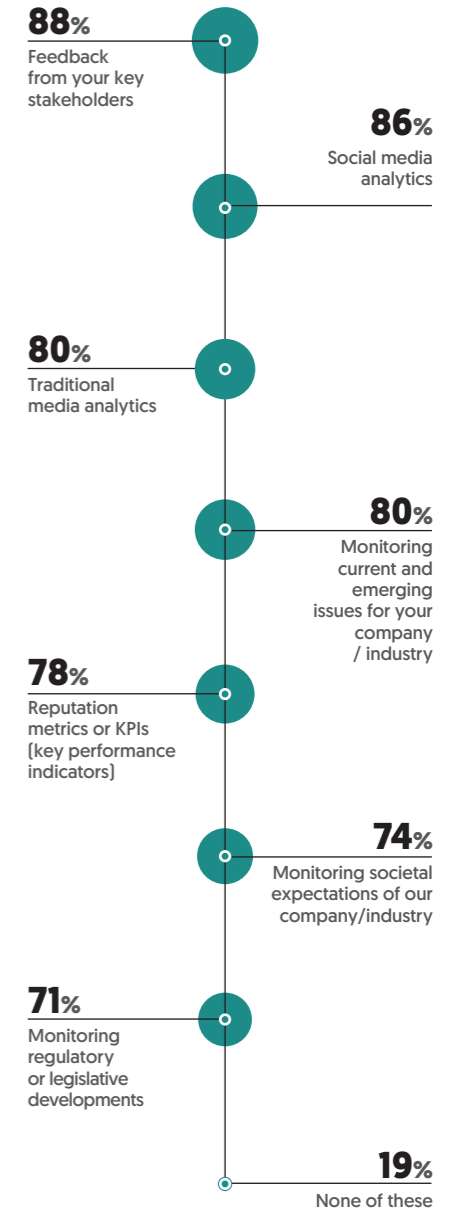 88%
Feedback
from your key
stakeholders
86%
Social media
analytics
80%
Traditional
media analytics
80%
Monitoring
current and
emerging
issues for your
company
/ industry
78%
Reputation
metrics or KPIs
(key performance
indicators)
74%
Monitoring societal
expectations of our
company/industry
71%
Monitoring
regulatory
or legislative
developments
19%
None of these